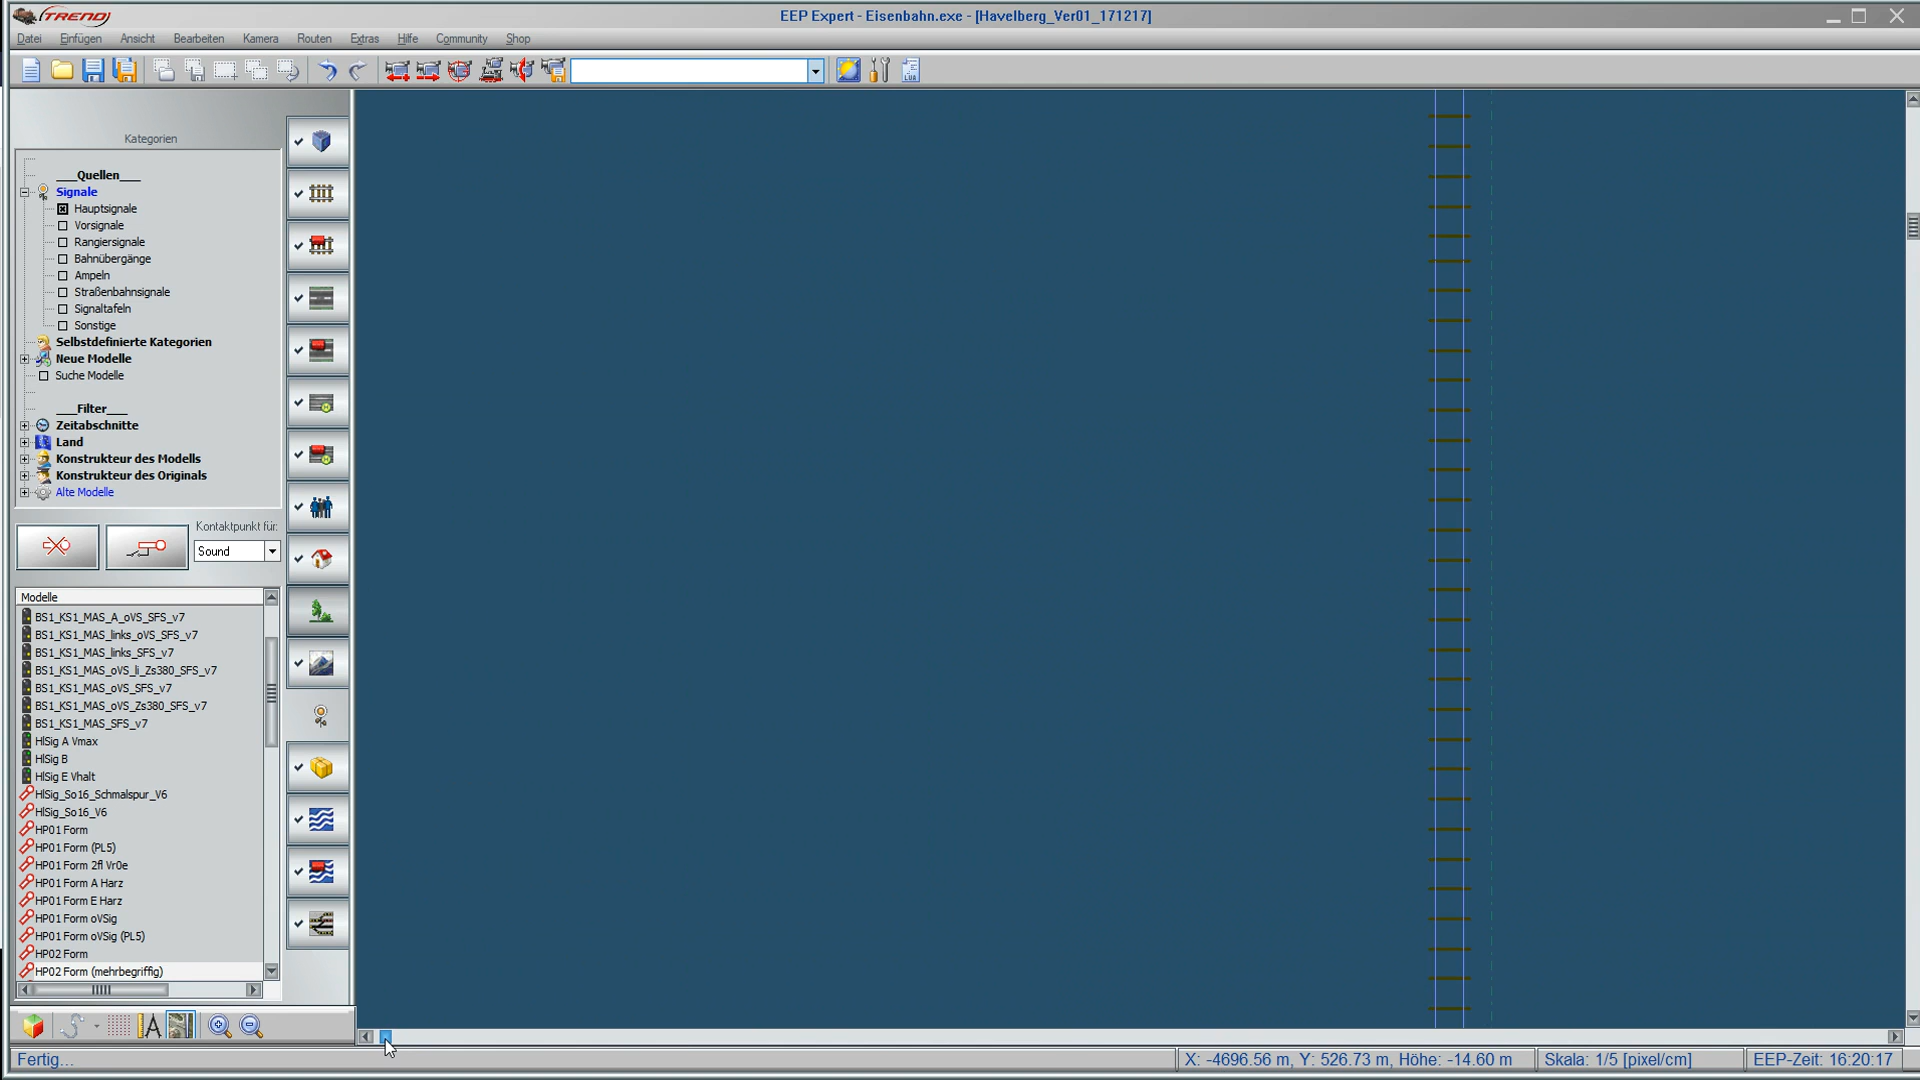 TREND
EEP Expert - Eisenbahn.exe - [Havelberg_Ver01_171217]
Datei Einfügen Ansicht Bearbeiten Kamera Routen Extras Hilfe Community Shop
LUA
Kategorien
___Quellen___
Signale
Hauptsignale
Vorsignale
Rangiersignale
Bahnübergänge
Ampeln
Straßenbahnsignale
Signaltafeln
Sonstige
Selbstdefinierte Kategorien
Neue Modelle
Suche Modelle
___Filter___
Zeitabschnitte
Land
Konstrukteur des Modells
Konstrukteur des Originals
Alte Modelle
Kontaktpunkt für:
Sound
Modelle
BS1_KS1_MAS_A_oVS_SFS_v7
BS1_KS1_MAS_links_oVS_SFS_v7
BS1_KS1_MAS_links_SFS_v7
BS1_KS1_MAS_oVS_li_Zs380_SFS_v7
BS1_KS1_MAS_oVS_SFS_v7
BS1_KS1_MAS_oVS_Zs380_SFS_v7
BS1_KS1_MAS_SFS_v7
HlSig A Vmax
HlSig B
HlSig E Vhalt
HlSig_So16_Schmalspur_V6
HlSig_So16_V6
HP01 Form
HP01 Form (PL5)
HP01 Form 2fl Vr0e
HP01 Form A Harz
HP01 Form E Harz
HP01 Form oVSig
HP01 Form oVSig (PL5)
HP02 Form
HP02 Form (mehrbegriffig)
Fertig...
X: -4696.56 m, Y: 526.73 m, Höhe: -14.60 m
Skala: 1/5 [pixel/cm]
EEP-Zeit: 16:20:17